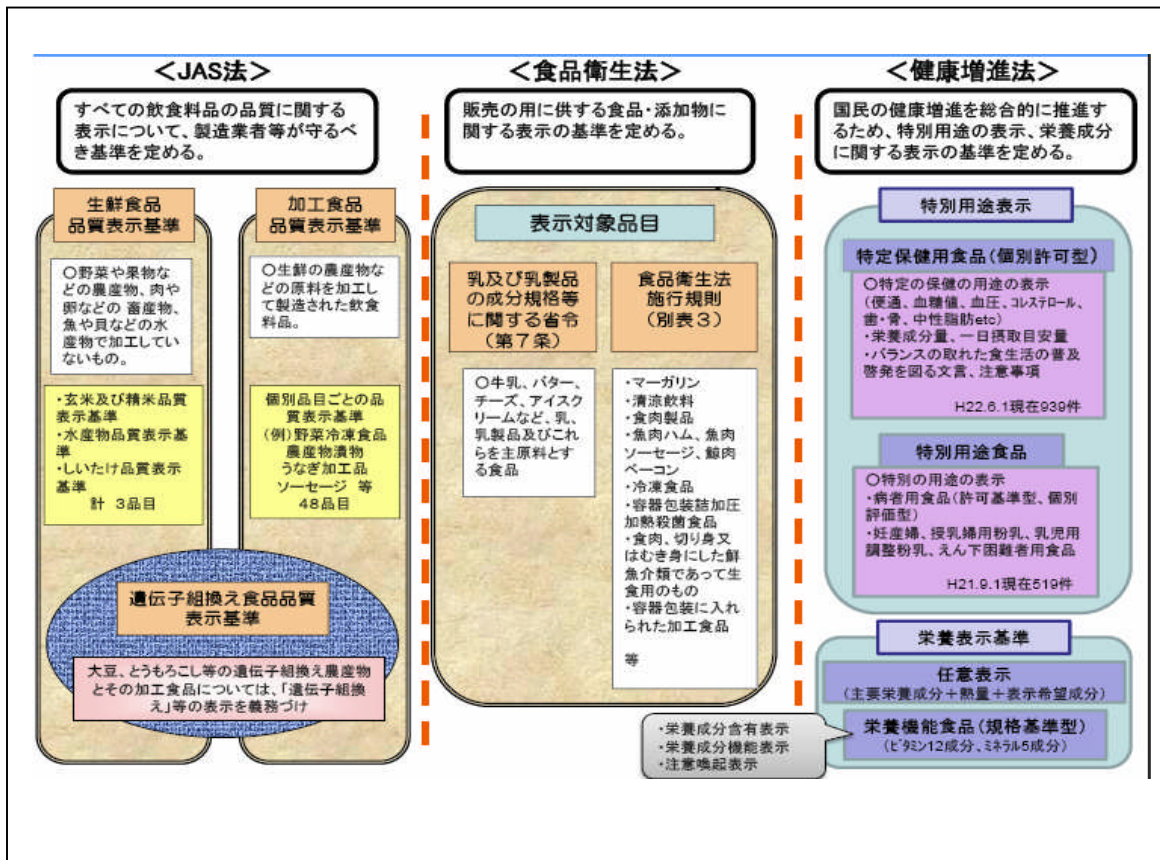 ＜JAS法＞
すべての飲食料品の品質に関する
表示について、製造業者等が守るべ
き基準を定める。
生鮮食品
品質表示基準
〇野菜や果物な
どの農産物、肉や
卵などの 畜産物、
魚や貝などの水
産物で加工してい
ないもの。
・玄米及び精米品質
表示基準
・水産物品質表示基
準
・しいたけ品質表示
基準
計 3品目
加工食品
品質表示基準
〇生鮮の農産物な
どの原料を加工し
て製造された飲食
料品。
個別品目ごとの品
質表示基準
(例)野菜冷凍食品
農産物漬物
うなぎ加工品
ソーセージ 等
48品目
遺伝子組換え食品品質
表示基準
大豆、とうもろこし等の遺伝子組換え農産物
とその加工食品については、「遺伝子組換
え」等の表示を義務づけ
＜食品衛生法＞
販売の用に供する食品・添加物に
関する表示の基準を定める。
表示対象品目
乳及び乳製品
の成分規格等
に関する省令
(第7条)
〇牛乳、バター、
チーズ、アイスク
リームなど、乳、
乳製品及びこれ
らを主原料とす
る食品
食品衛生法
施行規則
(別表3)
・マーガリン
・清涼飲料
・食肉製品
・魚肉ハム、魚肉
ソーセージ、鯨肉
ベーコン
・冷凍食品
・容器包装詰加圧
加熱殺菌食品
・食肉、切り身又
はむき身にした鮮
魚介類であって生
食用のもの
・容器包装に入れ
られた加工食品
等
＜健康増進法＞
国民の健康増進を総合的に推進す
るため、特別用途の表示、栄養成分
に関する表示の基準を定める。
特別用途表示
特定保健用食品(個別許可型)
〇特定の保健の用途の表示
(便通、血糖値、血圧、ｺﾚｽﾃﾛｰﾙ、
歯・骨、中性脂肪etc)
・栄養成分量、一日摂取目安量
・バランスの取れた食生活の普及
啓発を図る文言、注意事項
H22.6.1現在939件
特別用途食品
〇特別の用途の表示
・病者用食品(許可基準型、個別
評価型)
・妊産婦、授乳婦用粉乳、乳児用
調整粉乳、えん下困難者用食品
H21.9.1現在519件
栄養表示基準
任意表示
(主要栄養成分＋熱量＋表示希望成分)
栄養機能食品(規格基準型)
(ﾋﾞﾀﾐﾝ12成分、ﾐﾈﾗﾙ5成分)
・栄養成分含有表示
・栄養成分機能表示
・注意喚起表示